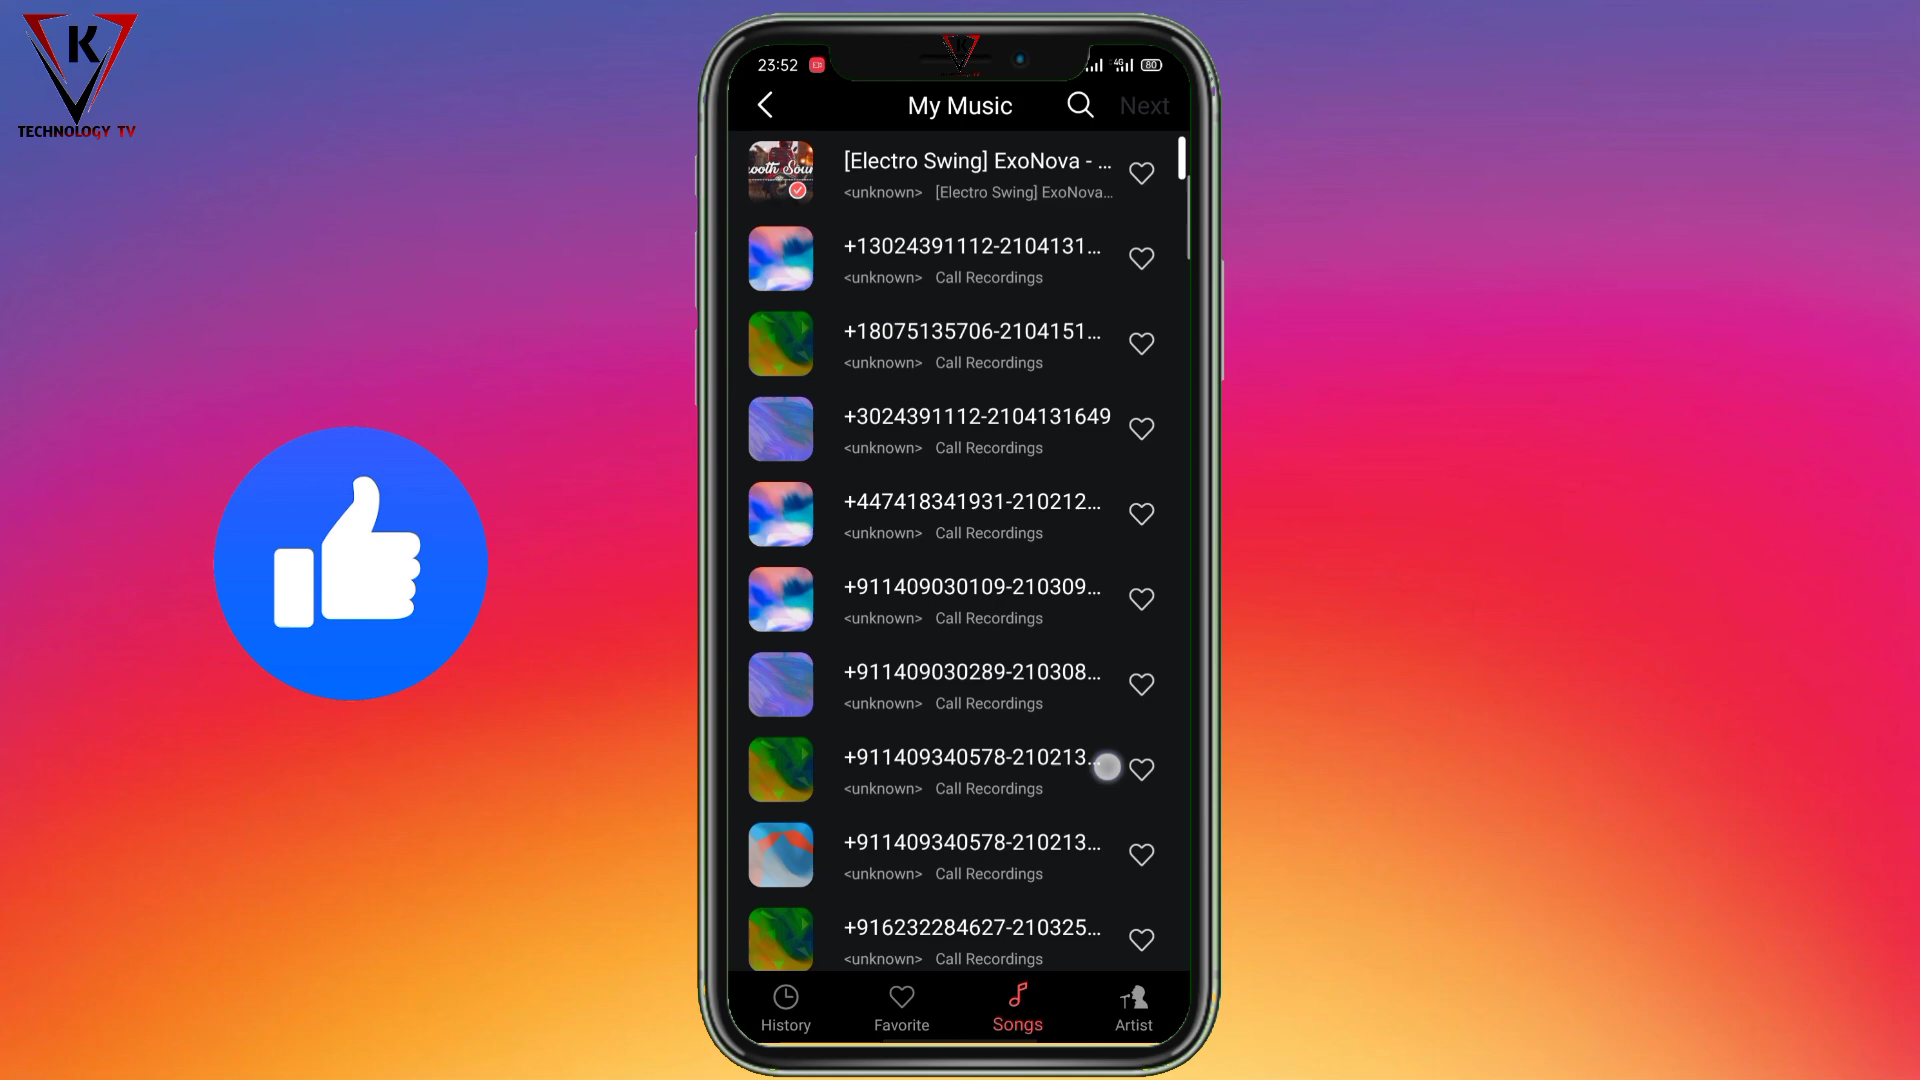 K
TECHNOLOGY TV
23:52
4G
80
My Music
Next
[Electro Swing] ExoNova - ...
<unknown> [Electro Swing] ExoNova...
+13024391112-2104131...
<unknown> Call Recordings
+18075135706-2104151...
<unknown> Call Recordings
+3024391112-2104131649
<unknown> Call Recordings
+447418341931-210212...
<unknown> Call Recordings
+911409030109-210309...
<unknown> Call Recordings
+911409030289-210308...
<unknown> Call Recordings
+911409340578-210213...
<unknown> Call Recordings
+911409340578-210213...
<unknown> Call Recordings
+916232284627-210325...
<unknown> Call Recordings
History
Favorite
Songs
Artist